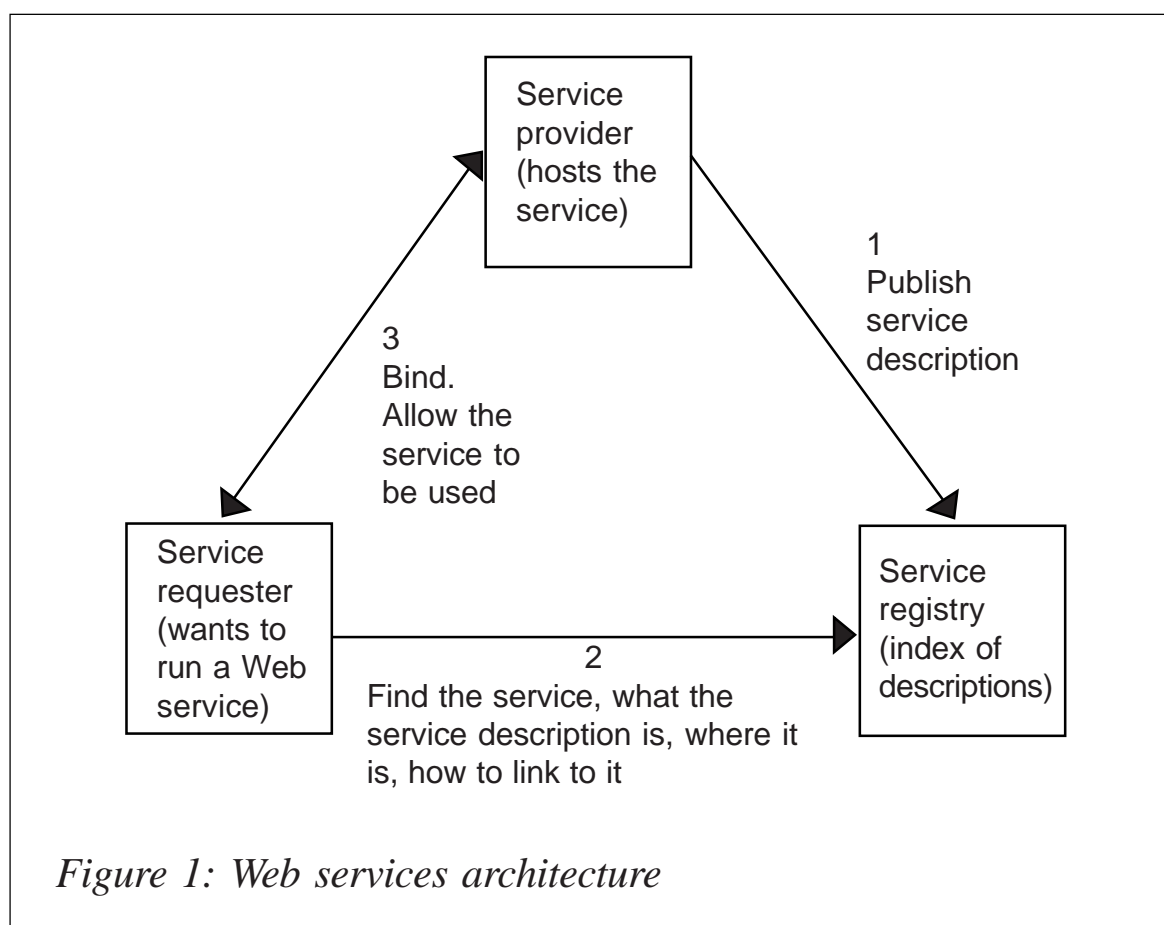 Service
provider
(hosts the
service)
1
Publish
service
description
3
Bind.
Allow the
service to
be used
Service
requester
(wants to
run a Web
service)
2
Find the service, what the
service description is, where it
is, how to link to it
Service
registry
(index of
descriptions)
Figure 1: Web services architecture